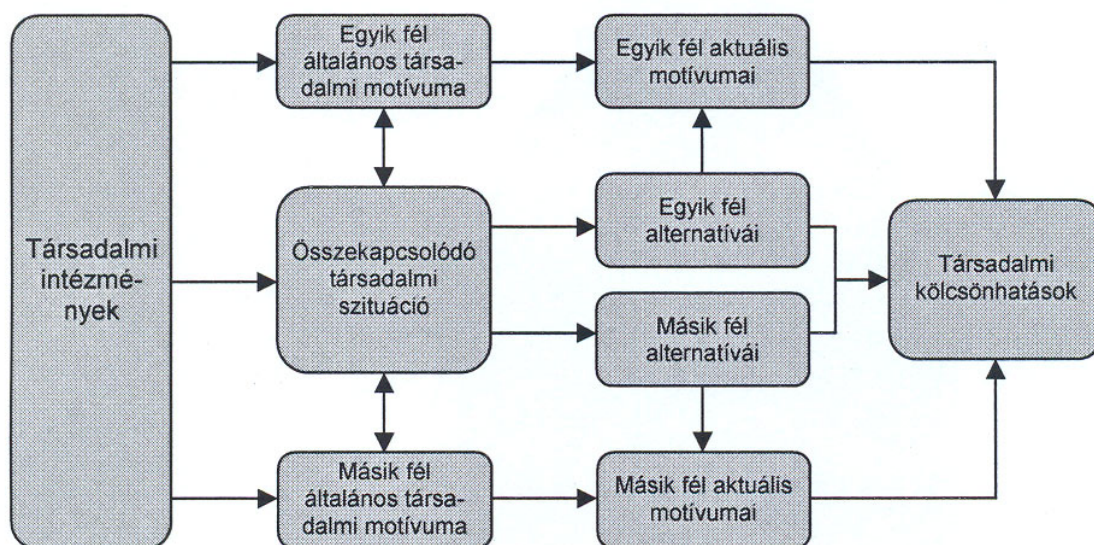 Társadalmi
intézmé-
nyek
Egyik fél
általános társa-
dalmi motívuma
Egyik fél aktuális
motívumai
Összekapcsolódó
társadalmi
szituáció
Egyik fél
alternatívái
Másik fél
alternatívái
Társadalmi
kölcsönhatások
Másik fél
általános társa-
dalmi motívuma
Másik fél aktuális
motívumai